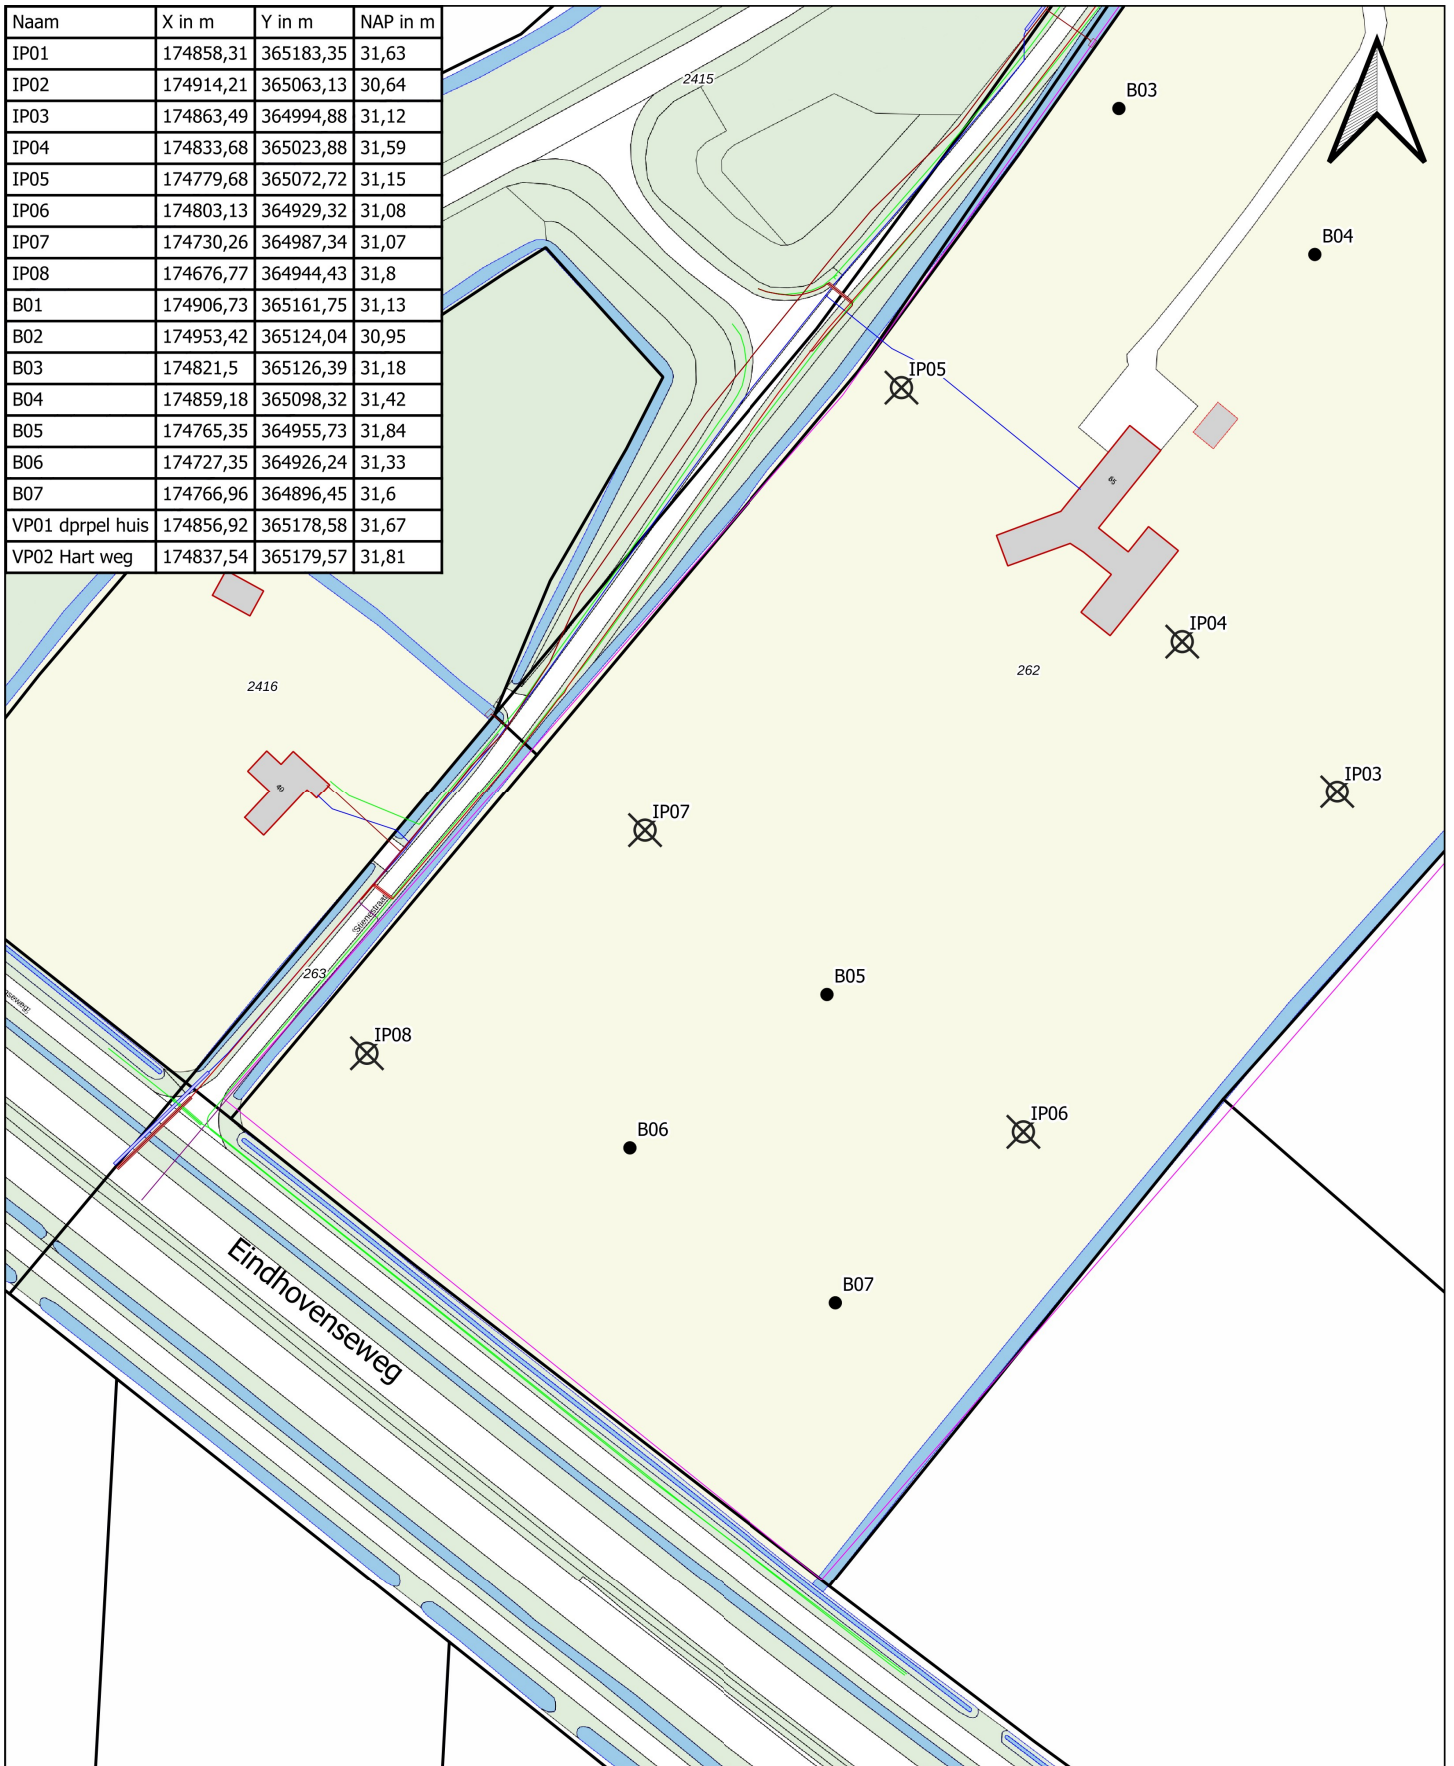 Naam X in m Y in m NAP in m
IP01 174858,31 365183,35 31,63
IP02 174914,21 365063,13 30,64
IP03 174863,49 364994,88 31,12
IP04 174833,68 365023,88 31,59
IP05 174779,68 365072,72 31,15
IP06 174803,13 364929,32 31,08
IP07 174730,26 364987,34 31,07
IP08 174676,77 364944,43 31,8
B01 174906,73 365161,75 31,13
B02 174953,42 365124,04 30,95
B03 174821,5 365126,39 31,18
B04 174859,18 365098,32 31,42
B05 174765,35 364955,73 31,84
B06 174727,35 364926,24 31,33
B07 174766,96 364896,45 31,6
VP01 dprpel huis 174856,92 365178,58 31,67
VP02 Hart weg 174837,54 365179,57 31,81
2415
B03
B04
IP05
85
IP04
262
2416
IP03
40
IP07
263
B05
IP08
IP06
B06
B07
Eindhovenseweg